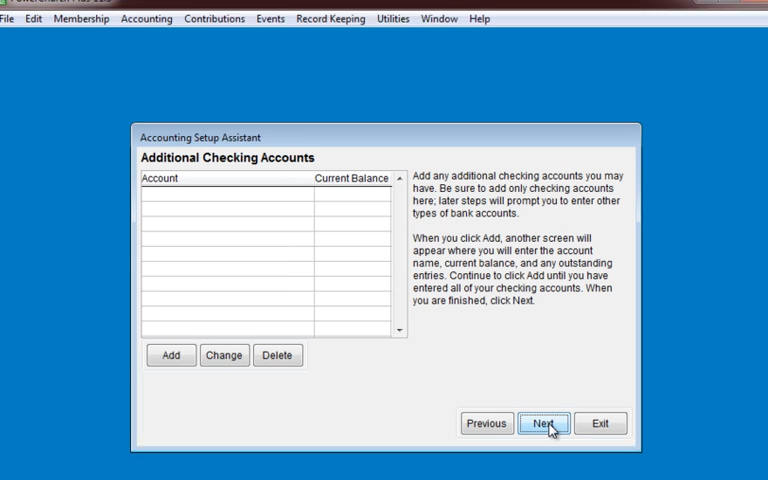 PowerChurch Plus 11.5
File Edit Membership Accounting Contributions Events Record Keeping Utilities Window Help
Accounting Setup Assistant
Additional Checking Accounts
Account Current Balance
Add any additional checking accounts you may
have. Be sure to add only checking accounts
here; later steps will prompt you to enter other
types of bank accounts.
When you click Add, another screen will
appear where you will enter the account
name, current balance, and any outstanding
entries. Continue to click Add until you have
entered all of your checking accounts. When
you are finished, click Next.
Add Change Delete
Previous Next Exit